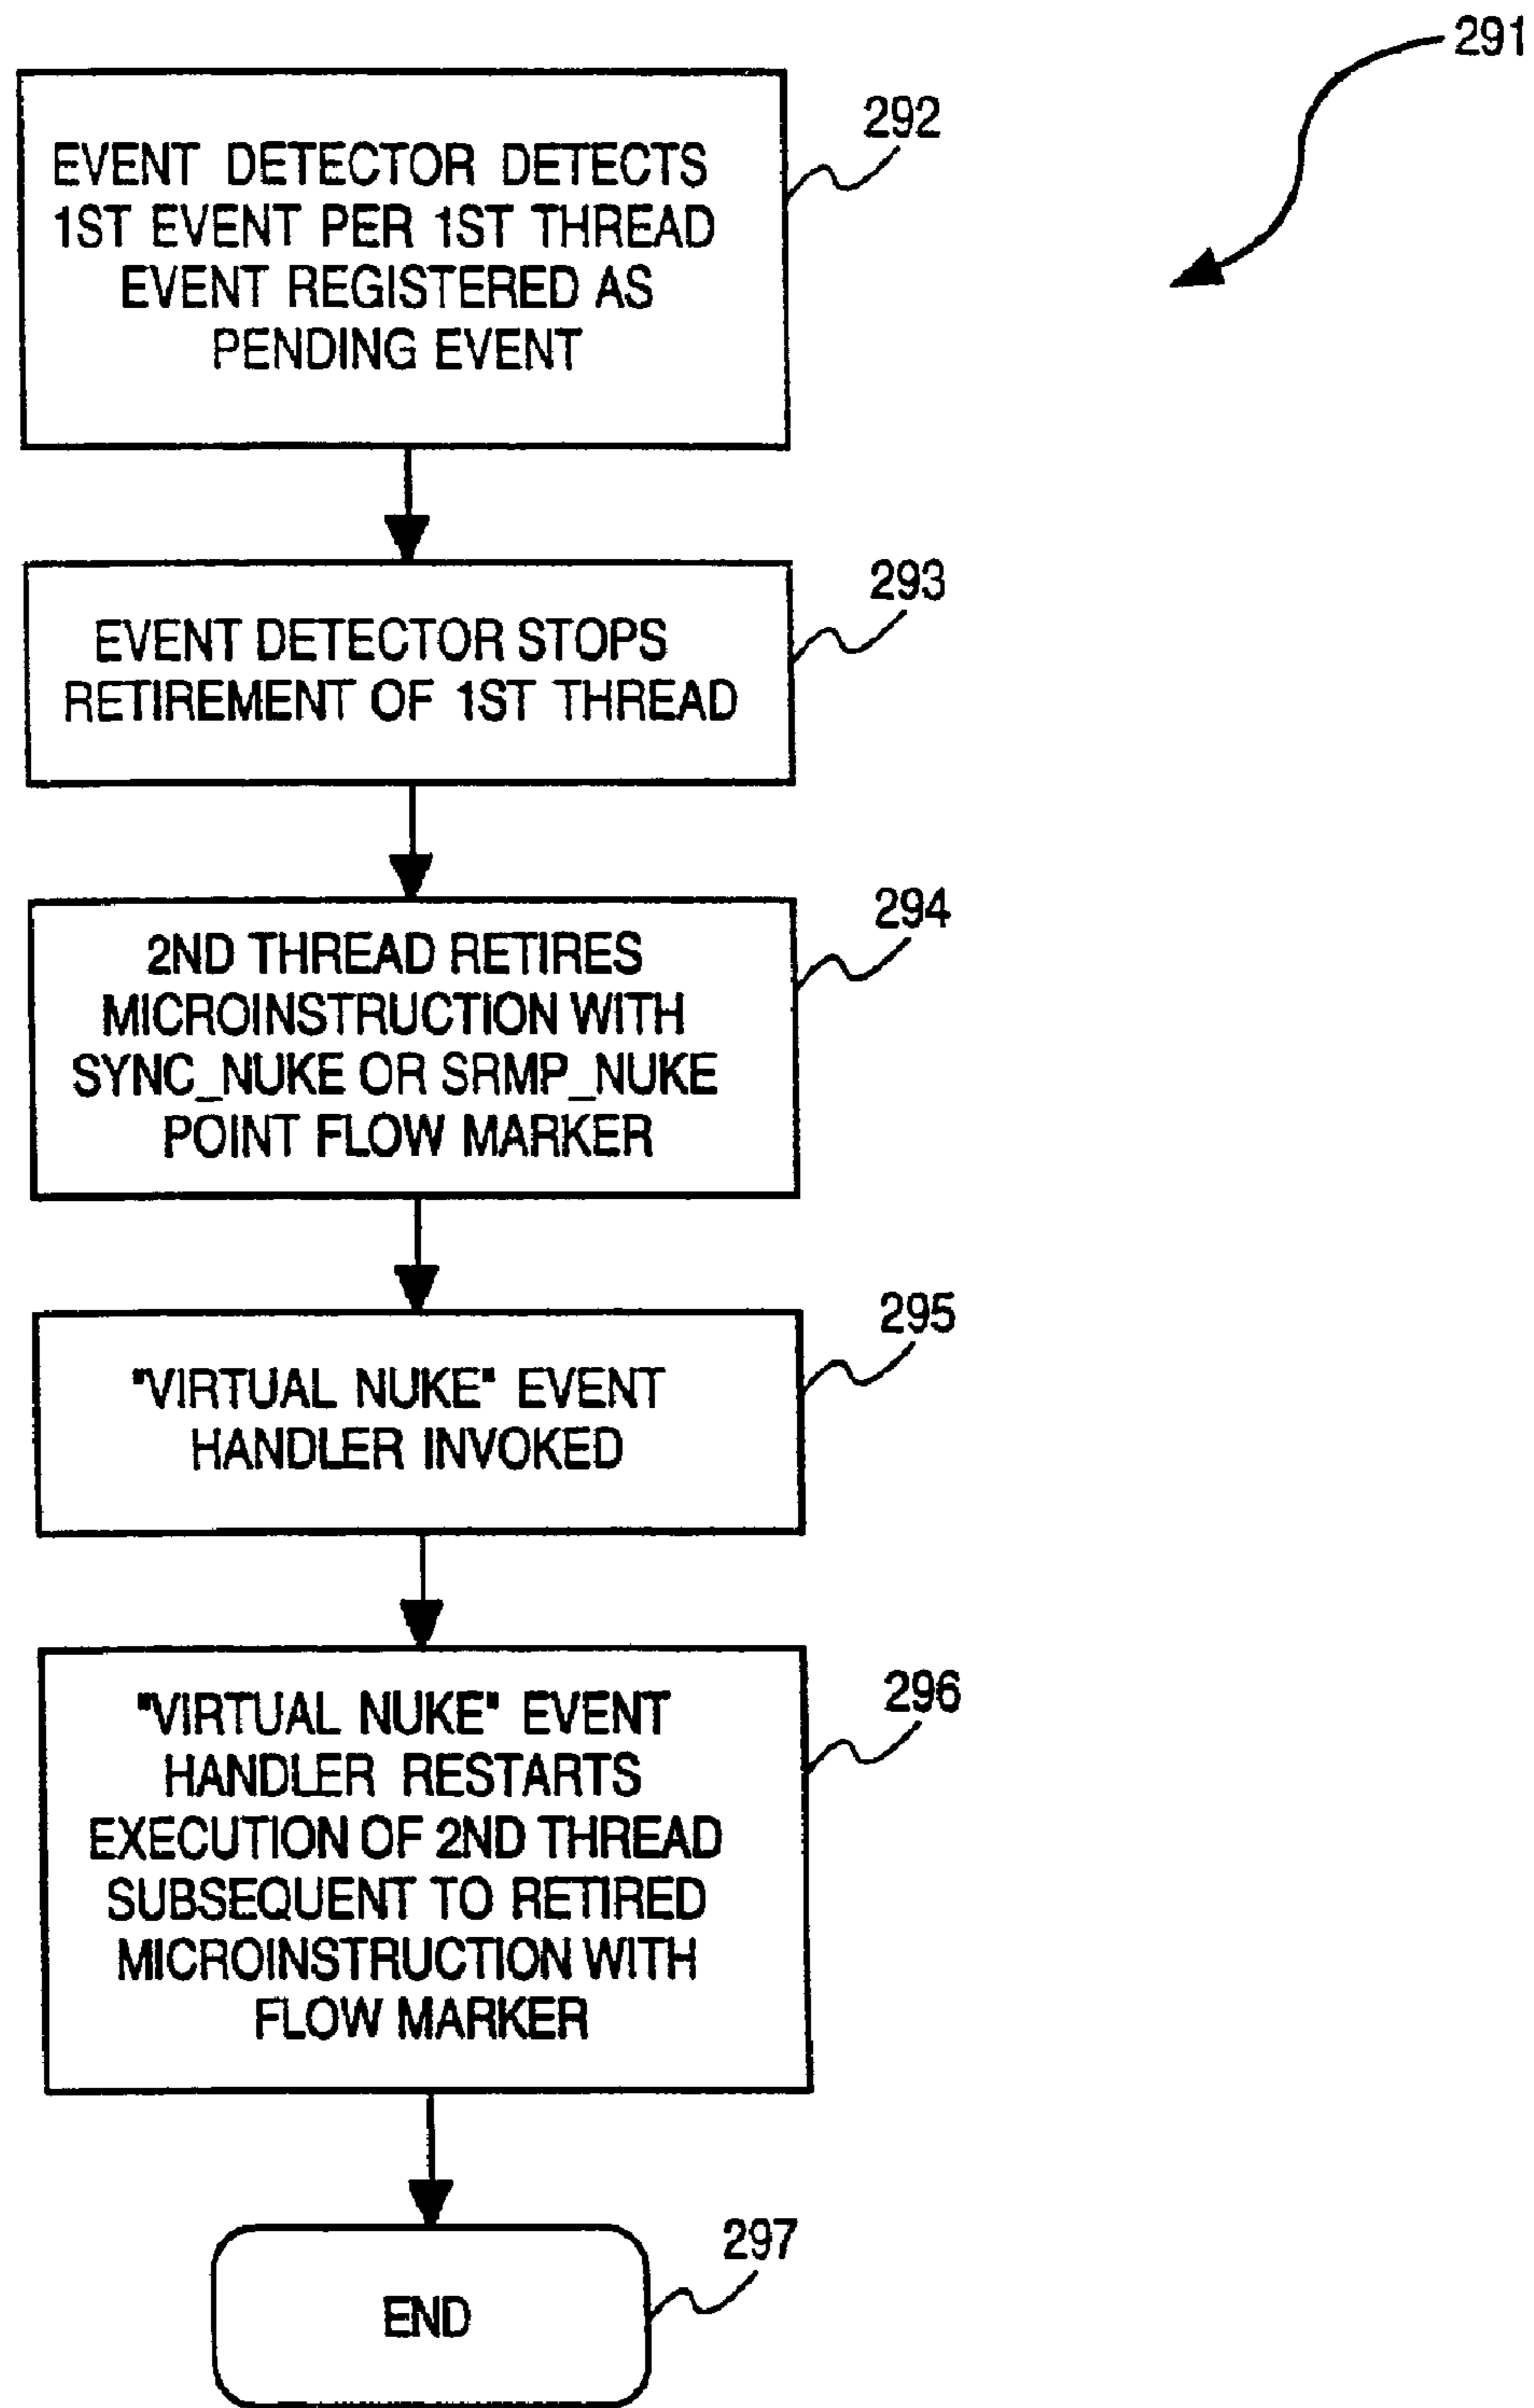 291
292
EVENT DETECTOR DETECTS
1ST EVENT PER 1ST THREAD
EVENT REGISTERED AS
PENDING EVENT
293
EVENT DETECTOR STOPS
RETIREMENT OF 1ST THREAD
294
2ND THREAD RETIRES
MICROINSTRUCTION WITH
SYNC_NUKE OR SRMP_NUKE
POINT FLOW MARKER
295
"VIRTUAL NUKE" EVENT
HANDLER INVOKED
296
"VIRTUAL NUKE" EVENT
HANDLER RESTARTS
EXECUTION OF 2ND THREAD
SUBSEQUENT TO RETIRED
MICROINSTRUCTION WITH
FLOW MARKER
297
END